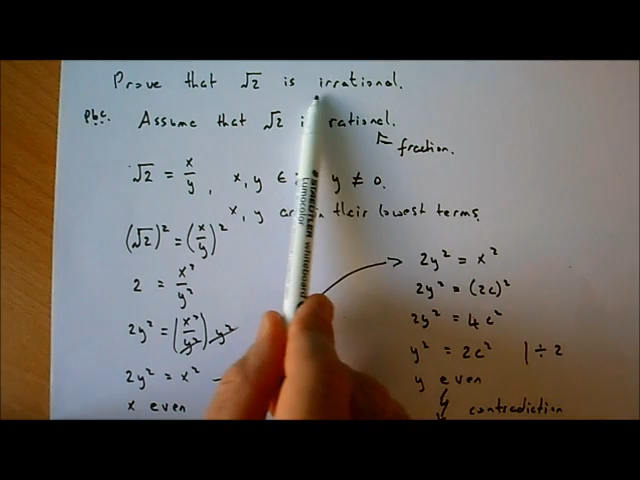 Prove that √2 is irrational.
pbc. Assume that √2 is rational.
fraction.
√2 = x/y , x, y ∈ y ≠ 0.
x, y in their lowest terms.
(√2)² = (x/y)²
2 = x²/y²
2y² = (x²/y²) y²
2y² = x²
x even
2y² = x²
2y² = (2c)²
2y² = 4c²
y² = 2c² | ÷ 2
y even
contradiction
STAEDTLER
Lumocolor
whiteboard